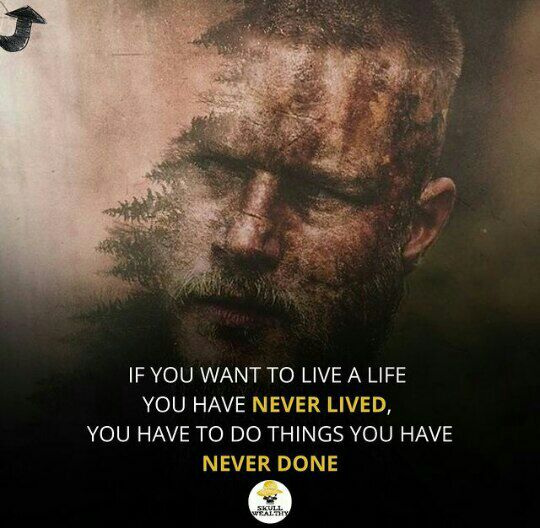 IF YOU WANT TO LIVE A LIFE
YOU HAVE NEVER LIVED,
YOU HAVE TO DO THINGS YOU HAVE
NEVER DONE
SKULL
WEALTHY